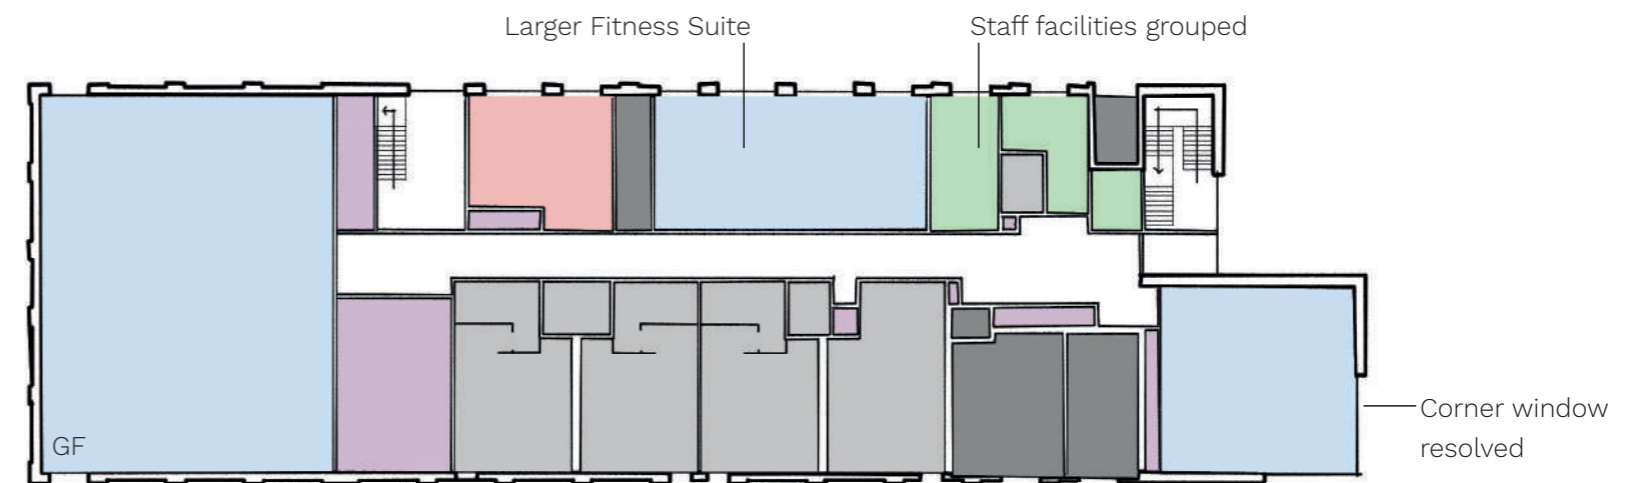 Larger Fitness Suite
Staff facilities grouped
GF
Corner window
resolved